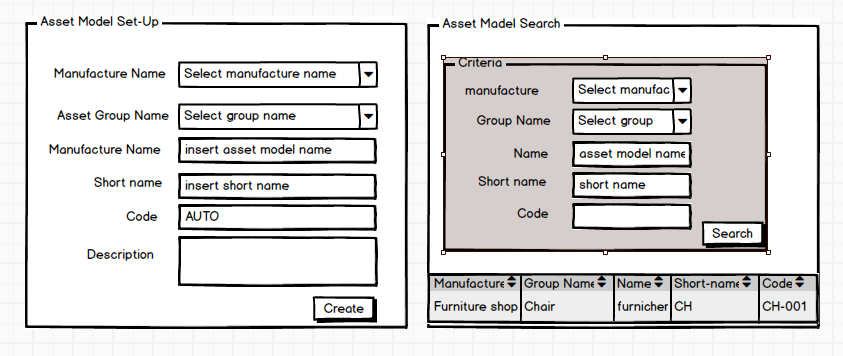 Asset Model Set-Up
Manufacture Name Select manufacture name
Asset Group Name Select group name
Manufacture Name insert asset model name
Short name insert short name
Code AUTO
Description
Create
Asset Madel Search
Criteria
manufacture Select manufac
Group Name Select group
Name asset model name
Short name short name
Code
Search
Manufacture Group Name Name Short-name Code
Furniture shop Chair furnicher CH CH-001